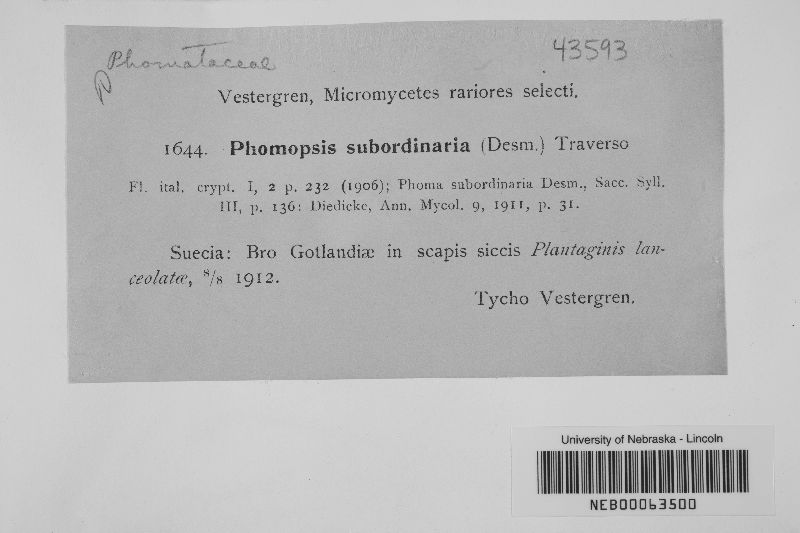 Phomataceae
P
43593
Vestergren, Micromycetes rariores selecti.
1644. Phomopsis subordinaria (Desm.) Traverso
Fl. ital. crypt. I, 2 p. 232 (1906); Phoma subordinaria Desm., Sacc. Syll.
III, p. 136; Diedicke, Ann. Mycol. 9, 1911, p. 31.
Suecia: Bro Gotlandiæ in scapis siccis Plantaginis lan-
ceolatæ, 8/8 1912.
Tycho Vestergren.
University of Nebraska - Lincoln
NEB00063500